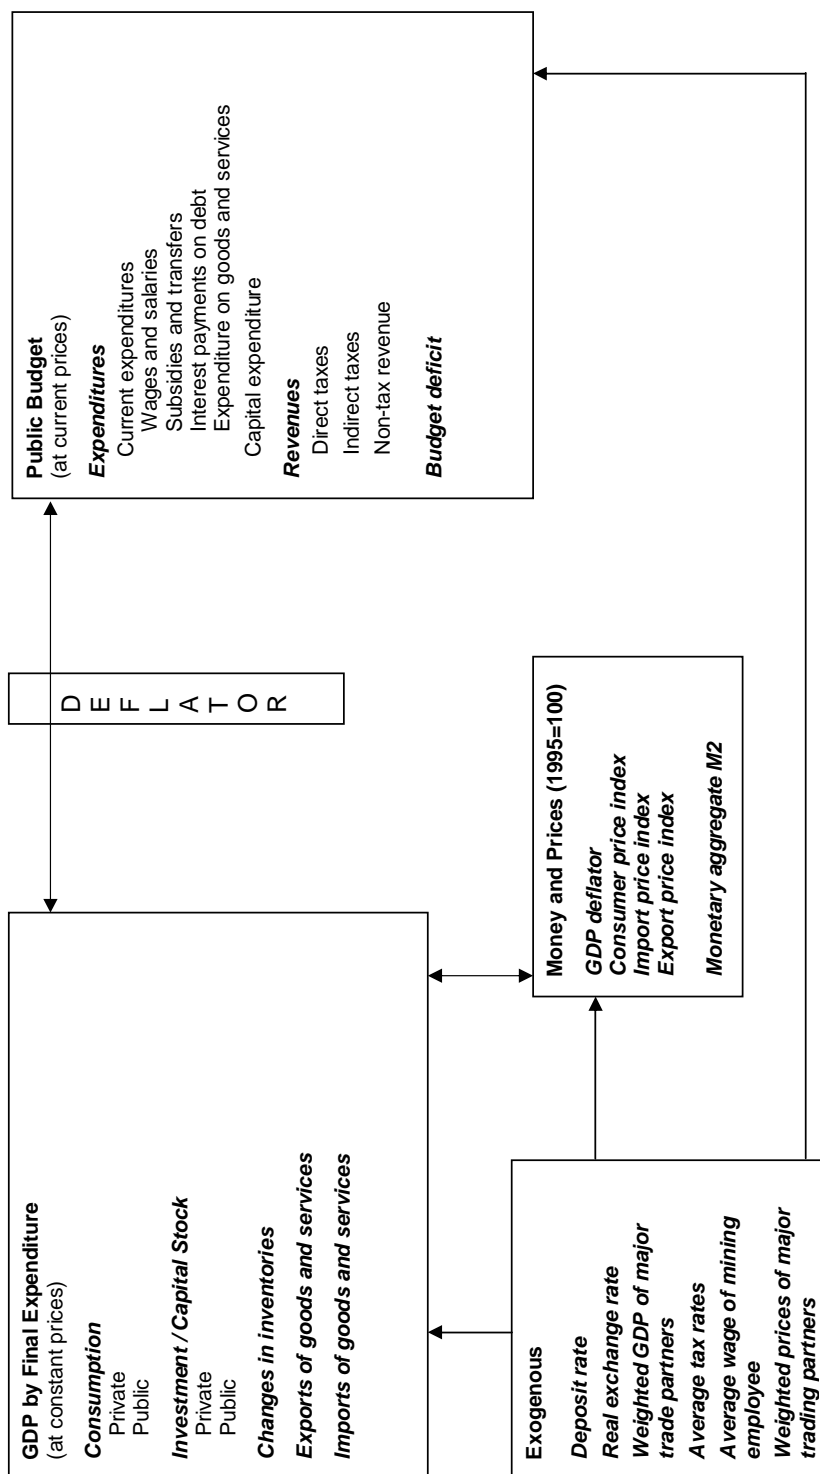 GDP by Final Expenditure
(at constant prices)
Consumption
Private
Public
Investment / Capital Stock
Private
Public
Changes in inventories
Exports of goods and services
Imports of goods and services
D
E
F
L
A
T
O
R
Public Budget
(at current prices)
Expenditures
Current expenditures
Wages and salaries
Subsidies and transfers
Interest payments on debt
Expenditure on goods and services
Capital expenditure
Revenues
Direct taxes
Indirect taxes
Non-tax revenue
Budget deficit
Exogenous
Deposit rate
Real exchange rate
Weighted GDP of major
trade partners
Average tax rates
Average wage of mining
employee
Weighted prices of major
trading partners
Money and Prices (1995=100)
GDP deflator
Consumer price index
Import price index
Export price index
Monetary aggregate M2